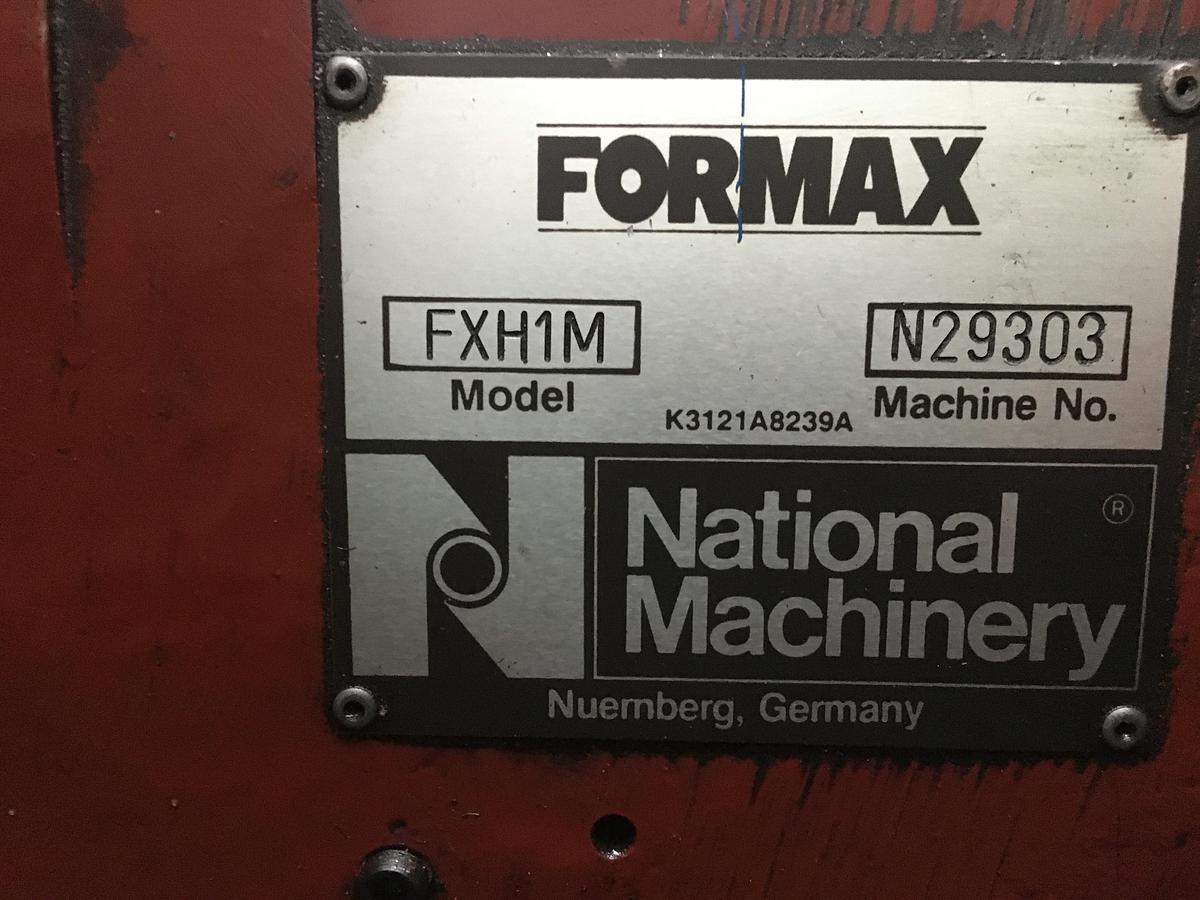 FORMAX
FXH1M N29303
Model K3121A8239A Machine No.
National ®
Machinery
Nuernberg, Germany